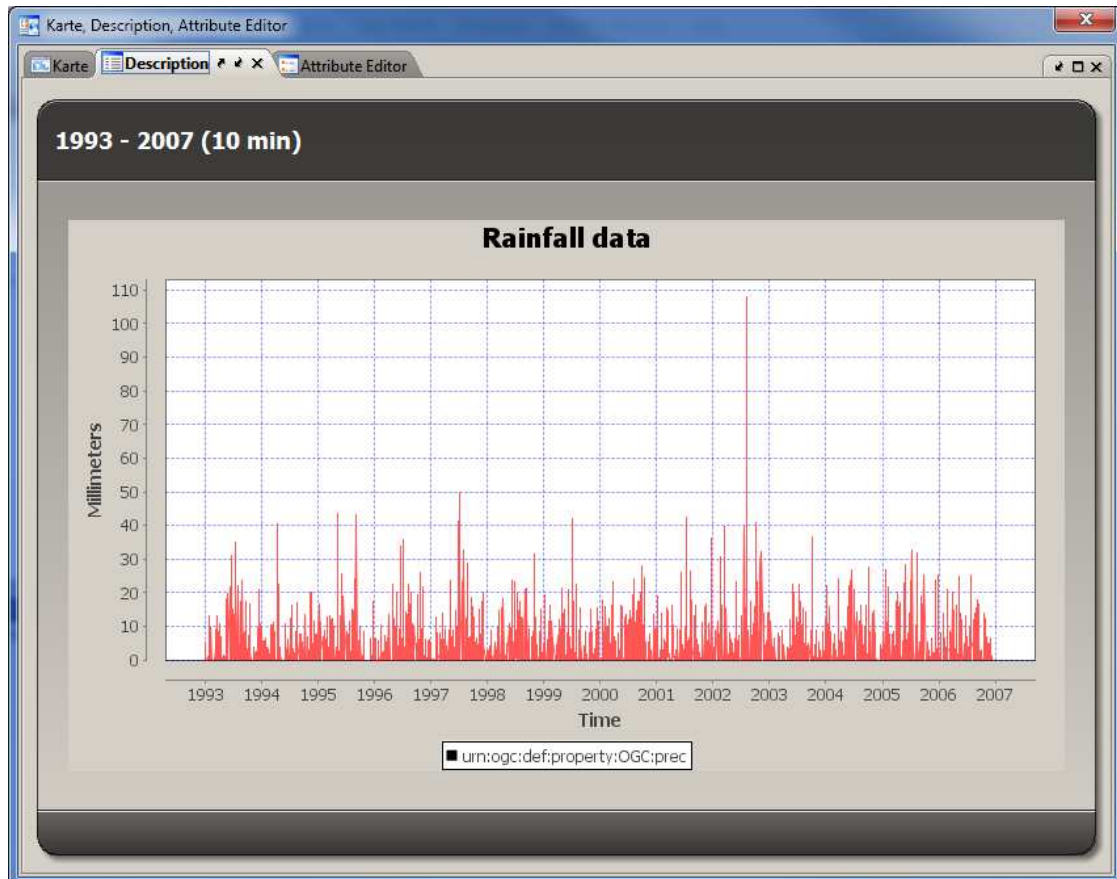 Karte, Description, Attribute Editor
Karte Description Attribute Editor
1993 - 2007 (10 min)
Rainfall data
110
100
90
80
70
60
50
40
30
20
10
0
Millimeters
1993 1994 1995 1996 1997 1998 1999 2000 2001 2002 2003 2004 2005 2006 2007
Time
urn:ogc:def:property:OGC:prec